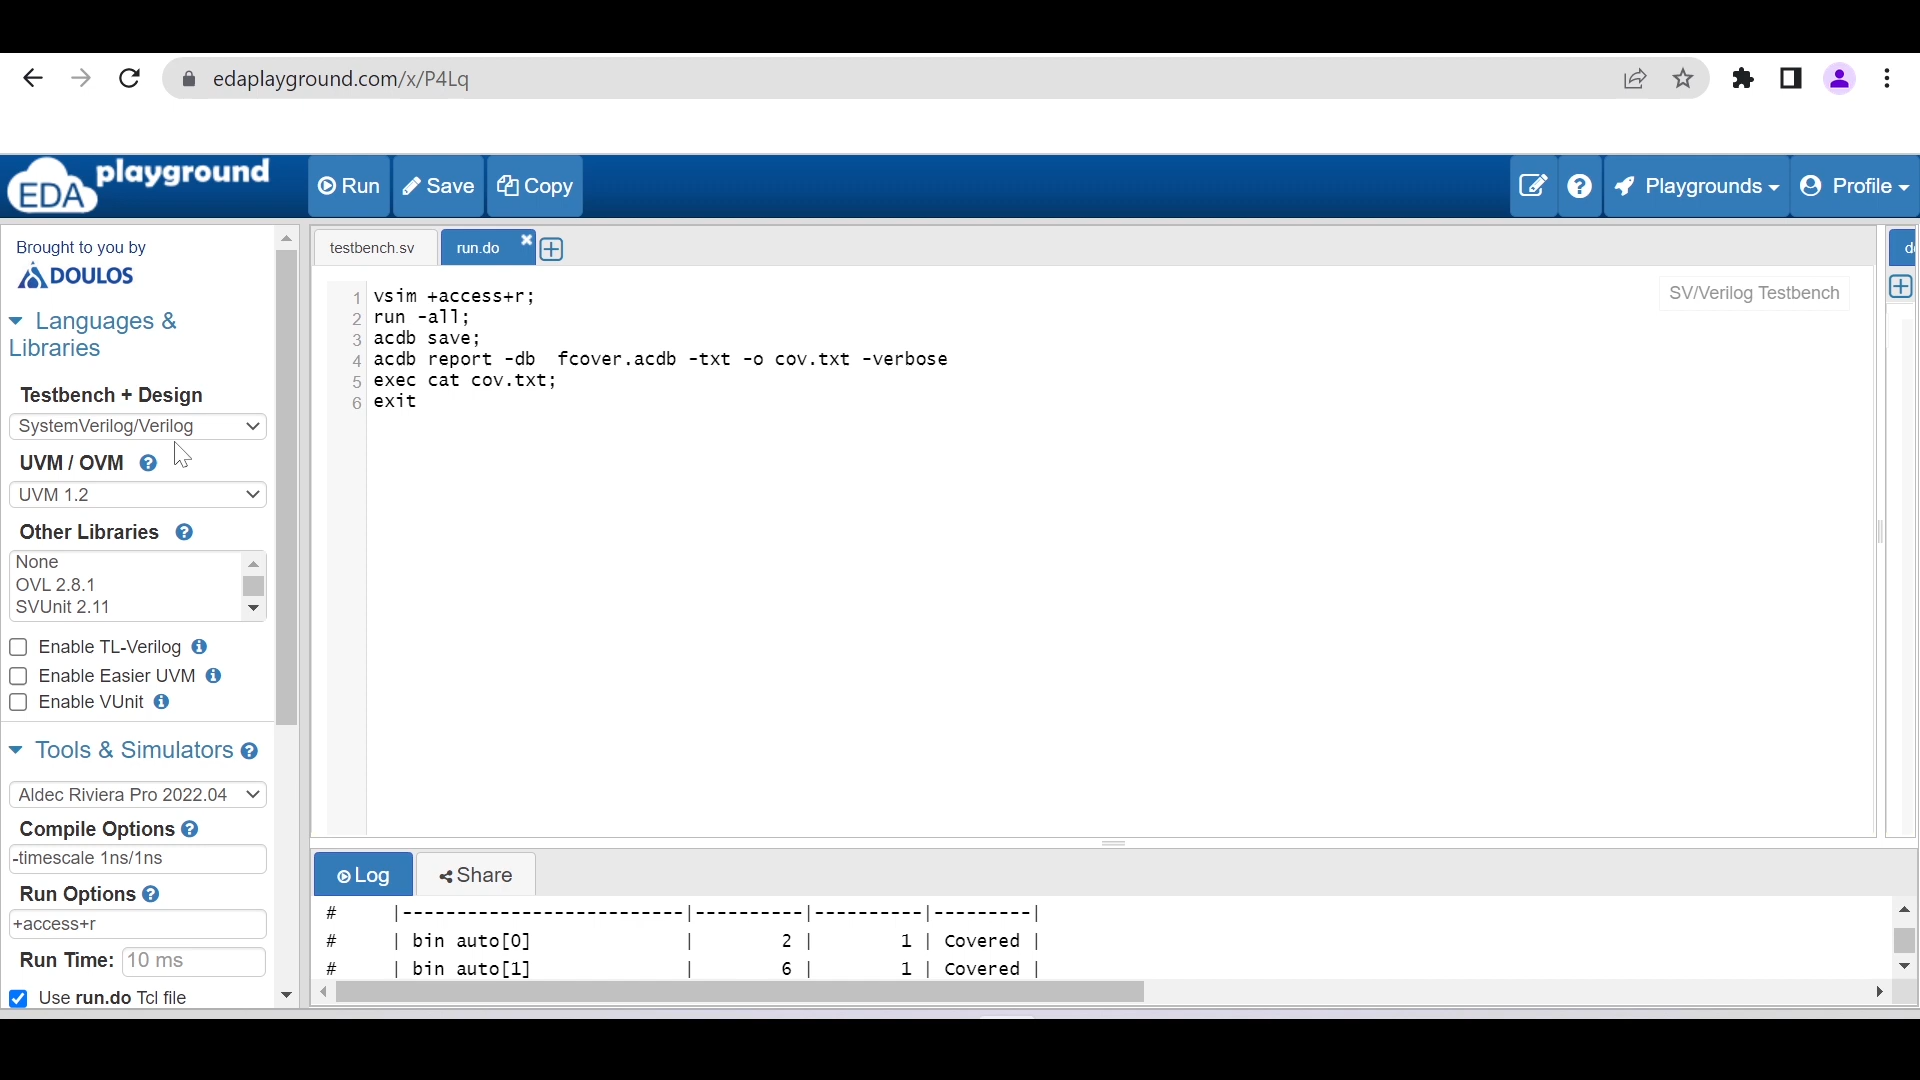 edaplayground.com/x/P4Lq
EDA playground
Run
Save
Copy
Playgrounds
Profile
Brought to you by
DOULOS
Languages &
Libraries
Testbench + Design
SystemVerilog/Verilog
UVM / OVM ?
UVM 1.2
Other Libraries ?
None
OVL 2.8.1
SVUnit 2.11
Enable TL-Verilog i
Enable Easier UVM i
Enable VUnit i
Tools & Simulators ?
Aldec Riviera Pro 2022.04
Compile Options ?
-timescale 1ns/1ns
Run Options ?
+access+r
Run Time: 10 ms
Use run.do Tcl file
testbench.sv
run.do
SV/Verilog Testbench
1 vsim +access+r;
2 run -all;
3 acdb save;
4 acdb report -db  fcover.acdb -txt -o cov.txt -verbose
5 exec cat cov.txt;
6 exit
Log
Share
#     |--------------------------|----------|----------|---------|
#     | bin auto[0]              |        2 |        1 | Covered |
#     | bin auto[1]              |        6 |        1 | Covered |